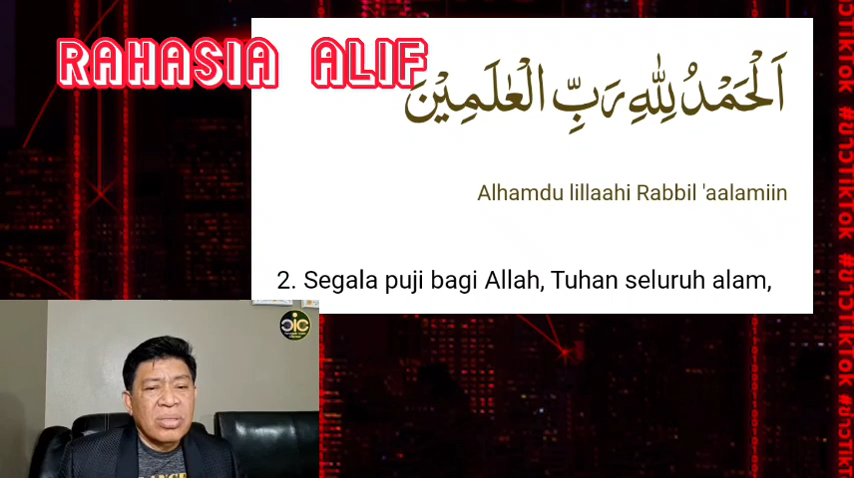 RAHASIA ALIF
اَلْحَمْدُ لِلّٰهِ رَبِّ الْعٰلَمِيْنَ
Alhamdu lillaahi Rabbil 'aalamiin
2. Segala puji bagi Allah, Tuhan seluruh alam,